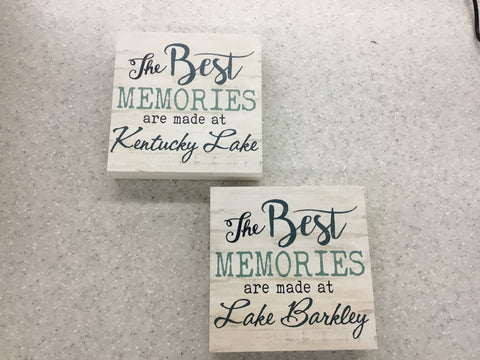 The Best
MEMORIES
are made at
Kentucky Lake
The Best
MEMORIES
are made at
Lake Barkley